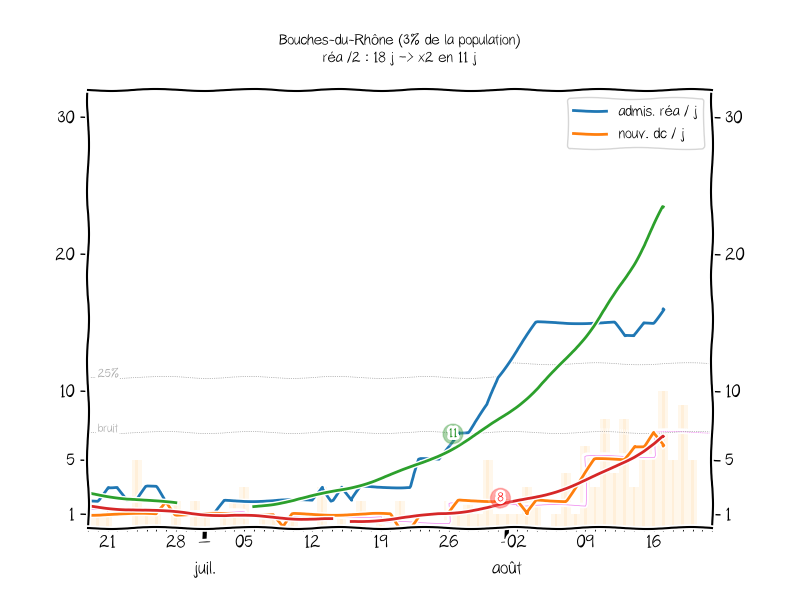 Bouches-du-Rhône (3% de la population)
réa /2 : 18 j -> x2 en 11 j
admis. réa / j
nouv. dc / j
30
30
20
20
25%
10
10
bruit
11
5
5
8
1
1
21 28 05 12 19 26 02 09 16
juil. août